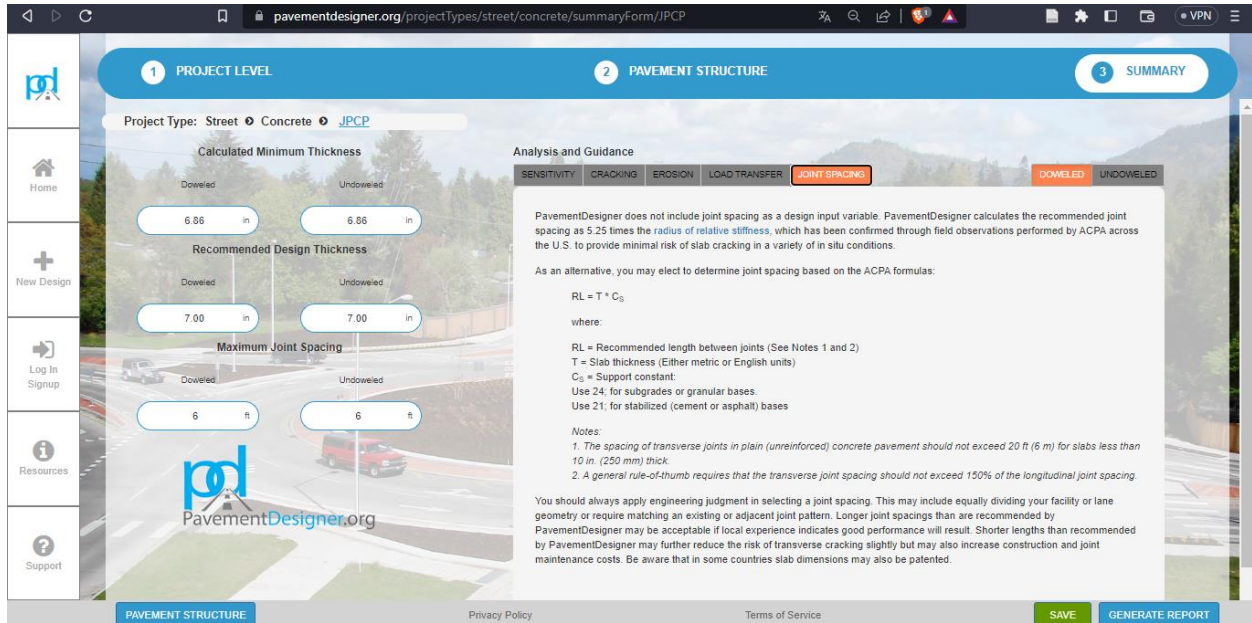 pavementdesigner.org/projectTypes/street/concrete/summaryForm/JPCP
1
VPN
pd
1 PROJECT LEVEL
2 PAVEMENT STRUCTURE
3 SUMMARY
Project Type: Street Concrete JPCP
Home
New Design
Log In
Signup
Resources
Support
Calculated Minimum Thickness
Doweled Undoweled
6.86 in 6.86 in
Recommended Design Thickness
Doweled Undoweled
7.00 in 7.00 in
Maximum Joint Spacing
Doweled Undoweled
6 ft 6 ft
pd
PavementDesigner.org
Analysis and Guidance
SENSITIVITY CRACKING EROSION LOAD TRANSFER JOINT SPACING DOWELED UNDOWELED
PavementDesigner does not include joint spacing as a design input variable. PavementDesigner calculates the recommended joint
spacing as 5.25 times the radius of relative stiffness, which has been confirmed through field observations performed by ACPA across
the U.S. to provide minimal risk of slab cracking in a variety of in situ conditions.
As an alternative, you may elect to determine joint spacing based on the ACPA formulas:
RL = T * CS
where:
RL = Recommended length between joints (See Notes 1 and 2)
T = Slab thickness (Either metric or English units)
CS = Support constant:
Use 24; for subgrades or granular bases.
Use 21; for stabilized (cement or asphalt) bases
Notes:
1. The spacing of transverse joints in plain (unreinforced) concrete pavement should not exceed 20 ft (6 m) for slabs less than
10 in. (250 mm) thick.
2. A general rule-of-thumb requires that the transverse joint spacing should not exceed 150% of the longitudinal joint spacing.
You should always apply engineering judgment in selecting a joint spacing. This may include equally dividing your facility or lane
geometry or require matching an existing or adjacent joint pattern. Longer joint spacings than are recommended by
PavementDesigner may be acceptable if local experience indicates good performance will result. Shorter lengths than recommended
by PavementDesigner may further reduce the risk of transverse cracking slightly but may also increase construction and joint
maintenance costs. Be aware that in some countries slab dimensions may also be patented.
PAVEMENT STRUCTURE
Privacy Policy
Terms of Service
SAVE
GENERATE REPORT